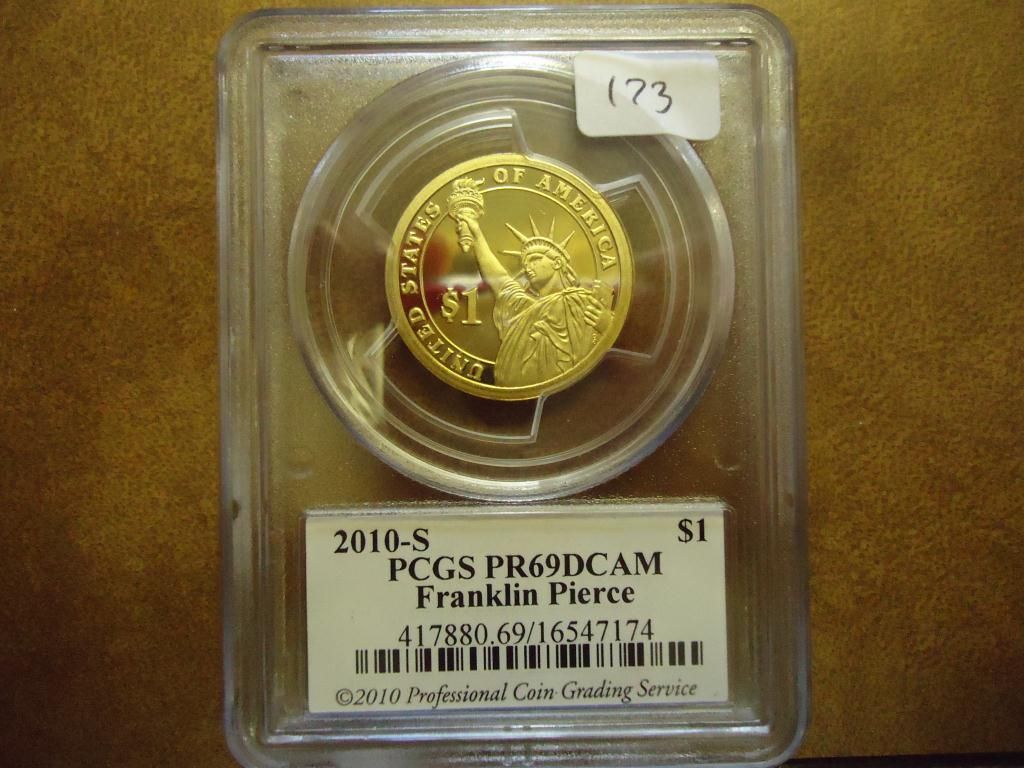 173
UNITED STATES OF AMERICA
$1
2010-S $1
PCGS PR69DCAM
Franklin Pierce
417880.69/16547174
©2010 Professional Coin Grading Service